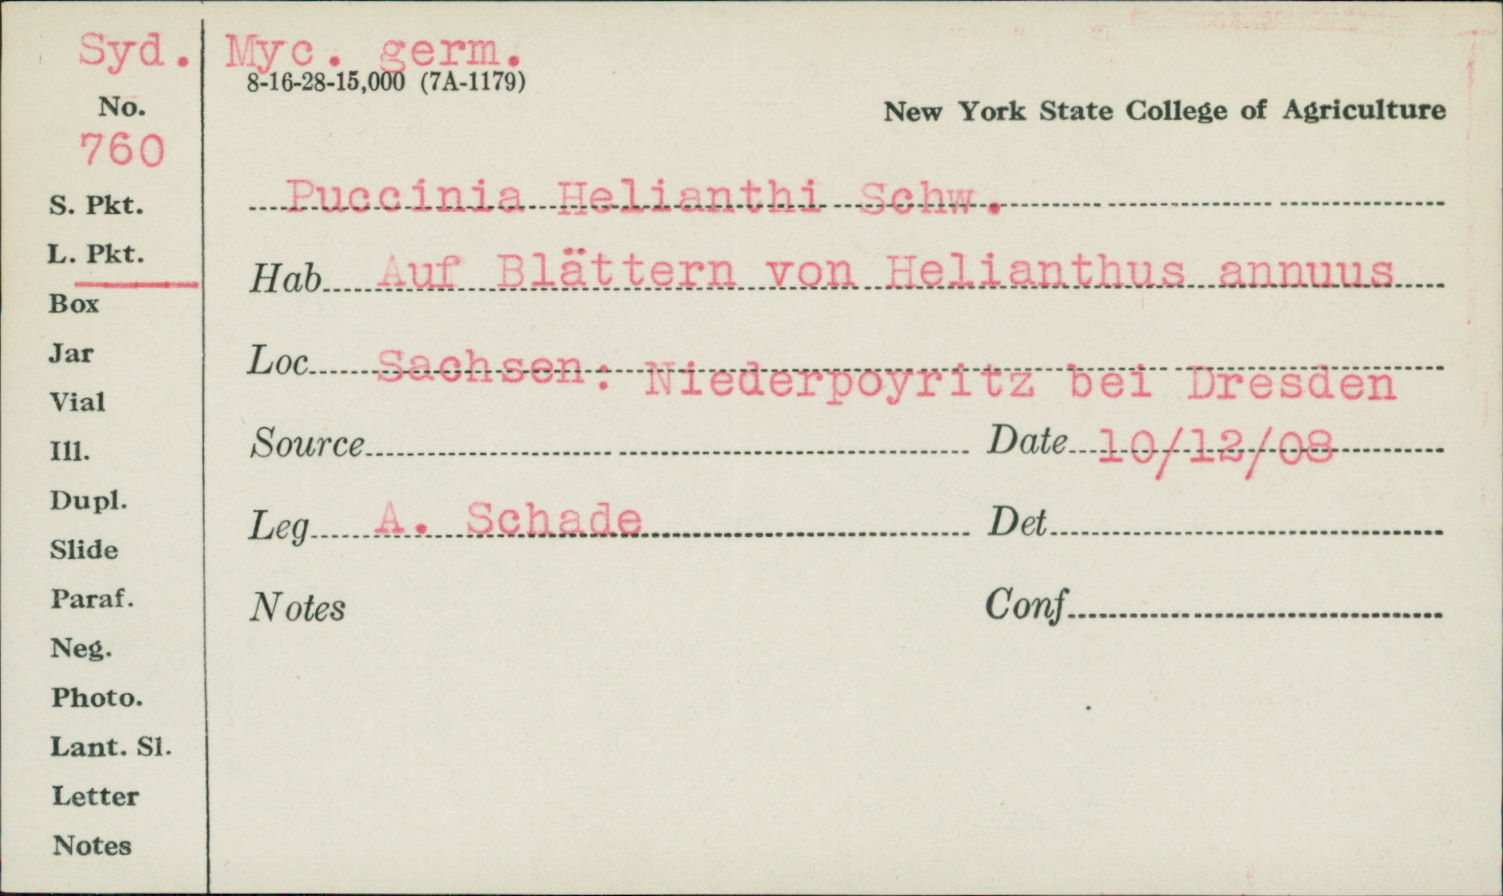 Syd. Myc. germ.
8-16-28-15,000 (7A-1179)
No.
New York State College of Agriculture
760
Puccinia Helianthi Schw.
S. Pkt.
L. Pkt.
Hab Auf Blättern von Helianthus annuus
Box
Jar
Loc Sachsen: Niederpoyritz bei Dresden
Vial
Source Date 10/12/08
Ill.
Dupl.
Leg A. Schade Det
Slide
Paraf.
Notes Conf
Neg.
Photo.
Lant. Sl.
Letter
Notes